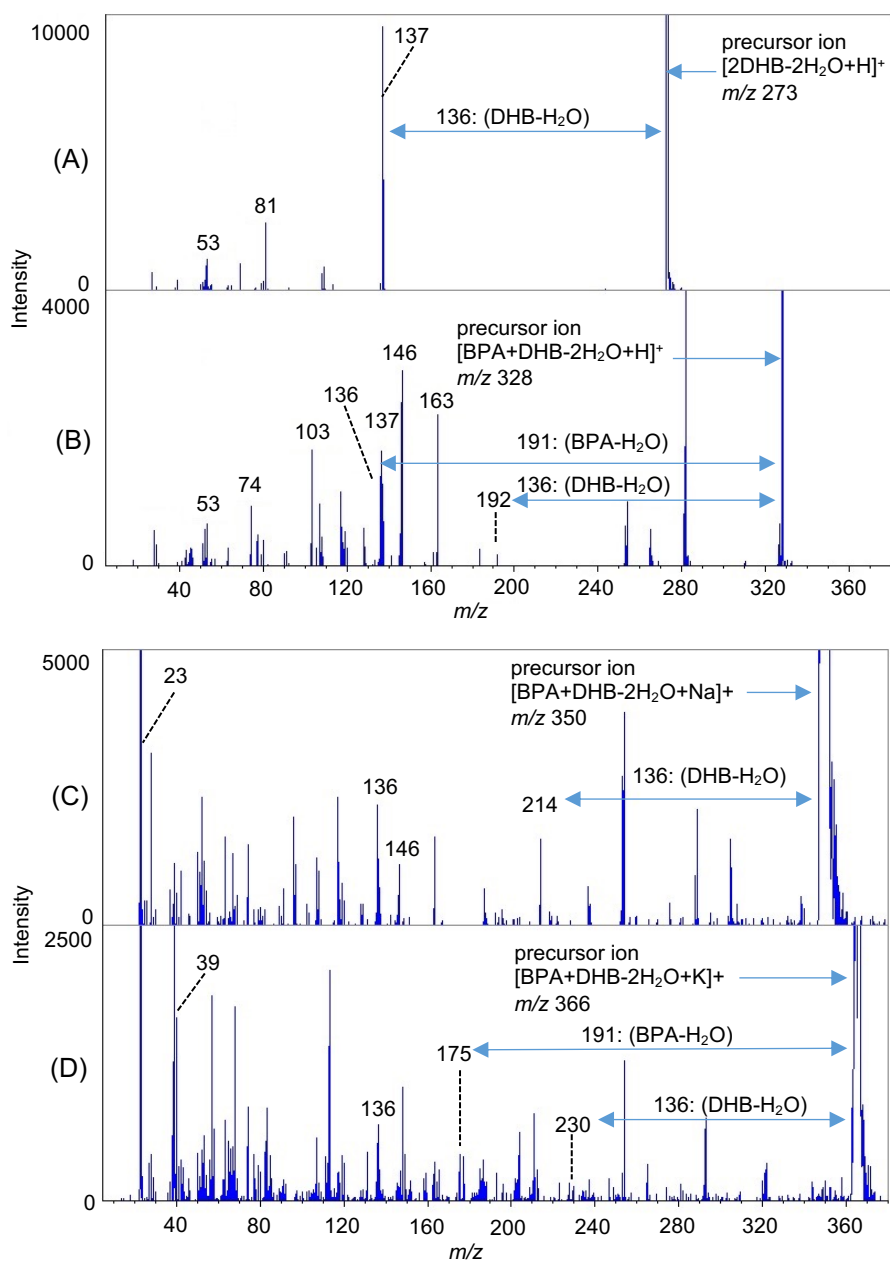 10000
137
precursor ion
[2DHB-2H₂O+H]⁺
m/z 273
136: (DHB-H₂O)
(A)
81
53
0
Intensity
4000
precursor ion
[BPA+DHB-2H₂O+H]⁺
m/z 328
146
136
137
163
(B)
103
191: (BPA-H₂O)
136: (DHB-H₂O)
74
192
53
0
40 80 120 160 200 240 280 320 360
m/z
5000
23
precursor ion
[BPA+DHB-2H₂O+Na]+
m/z 350
136: (DHB-H₂O)
(C)
136
214
146
0
Intensity
2500
39
precursor ion
[BPA+DHB-2H₂O+K]+
m/z 366
191: (BPA-H₂O)
175
(D)
136
136: (DHB-H₂O)
230
0
40 80 120 160 200 240 280 320 360
m/z